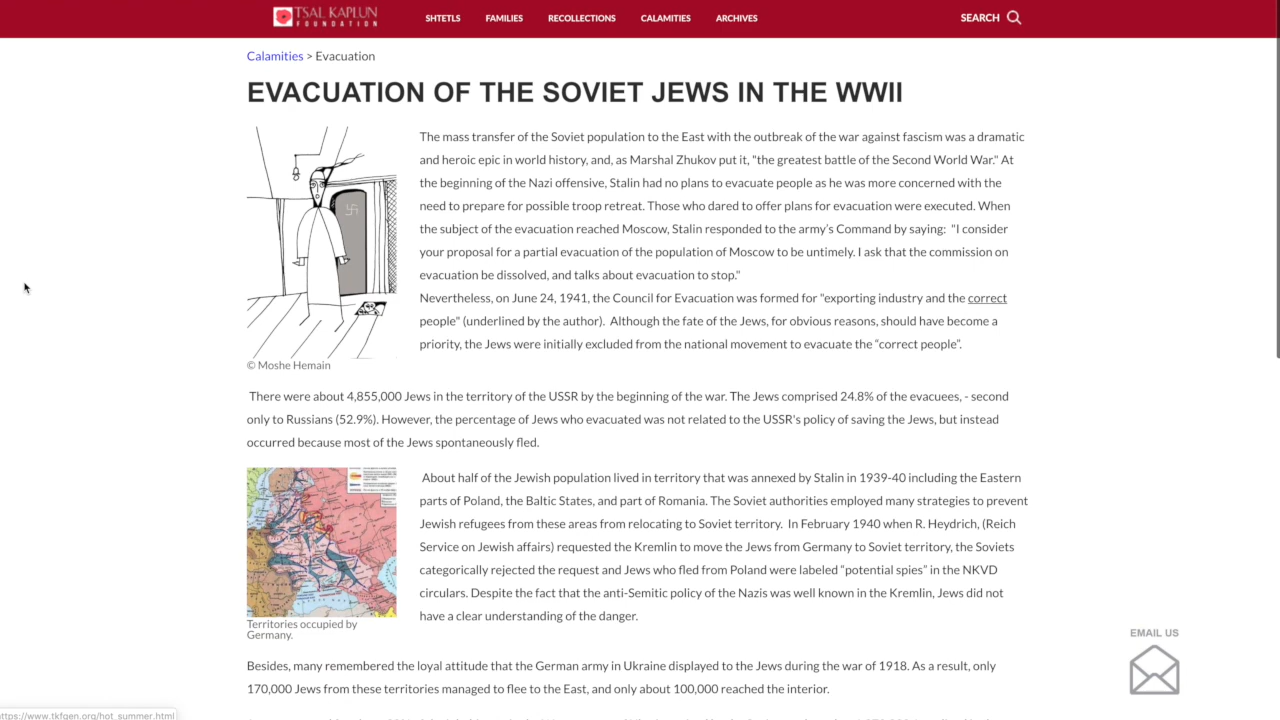 TSAL KAPLUN
FOUNDATION
SHTETLS
FAMILIES
RECOLLECTIONS
CALAMITIES
ARCHIVES
SEARCH
Calamities > Evacuation
EVACUATION OF THE SOVIET JEWS IN THE WWII
The mass transfer of the Soviet population to the East with the outbreak of the war against fascism was a dramatic
and heroic epic in world history, and, as Marshal Zhukov put it, "the greatest battle of the Second World War." At
the beginning of the Nazi offensive, Stalin had no plans to evacuate people as he was more concerned with the
need to prepare for possible troop retreat. Those who dared to offer plans for evacuation were executed. When
the subject of the evacuation reached Moscow, Stalin responded to the army's Command by saying: "I consider
your proposal for a partial evacuation of the population of Moscow to be untimely. I ask that the commission on
evacuation be dissolved, and talks about evacuation to stop."
Nevertheless, on June 24, 1941, the Council for Evacuation was formed for "exporting industry and the correct
people" (underlined by the author). Although the fate of the Jews, for obvious reasons, should have become a
priority, the Jews were initially excluded from the national movement to evacuate the “correct people”.
© Moshe Hemain
There were about 4,855,000 Jews in the territory of the USSR by the beginning of the war. The Jews comprised 24.8% of the evacuees, - second
only to Russians (52.9%). However, the percentage of Jews who evacuated was not related to the USSR's policy of saving the Jews, but instead
occurred because most of the Jews spontaneously fled.
About half of the Jewish population lived in territory that was annexed by Stalin in 1939-40 including the Eastern
parts of Poland, the Baltic States, and part of Romania. The Soviet authorities employed many strategies to prevent
Jewish refugees from these areas from relocating to Soviet territory. In February 1940 when R. Heydrich, (Reich
Service on Jewish affairs) requested the Kremlin to move the Jews from Germany to Soviet territory, the Soviets
categorically rejected the request and Jews who fled from Poland were labeled “potential spies” in the NKVD
circulars. Despite the fact that the anti-Semitic policy of the Nazis was well known in the Kremlin, Jews did not
have a clear understanding of the danger.
Territories occupied by
Germany.
EMAIL US
Besides, many remembered the loyal attitude that the German army in Ukraine displayed to the Jews during the war of 1918. As a result, only
170,000 Jews from these territories managed to flee to the East, and only about 100,000 reached the interior.
https://www.tkfgen.org/hot_summer.html